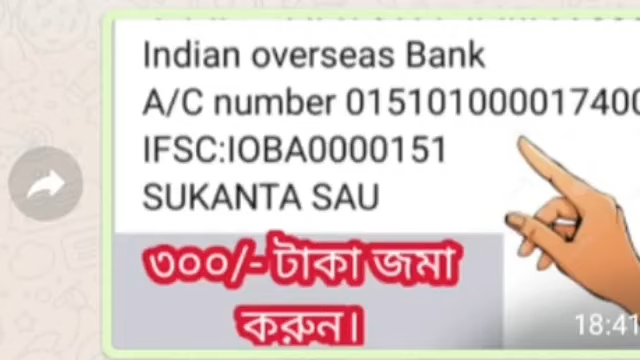 Indian overseas Bank
A/C number 015101000017400
IFSC:IOBA0000151
SUKANTA SAU
৩০০/- টাকা জমা
করুন।
18:41